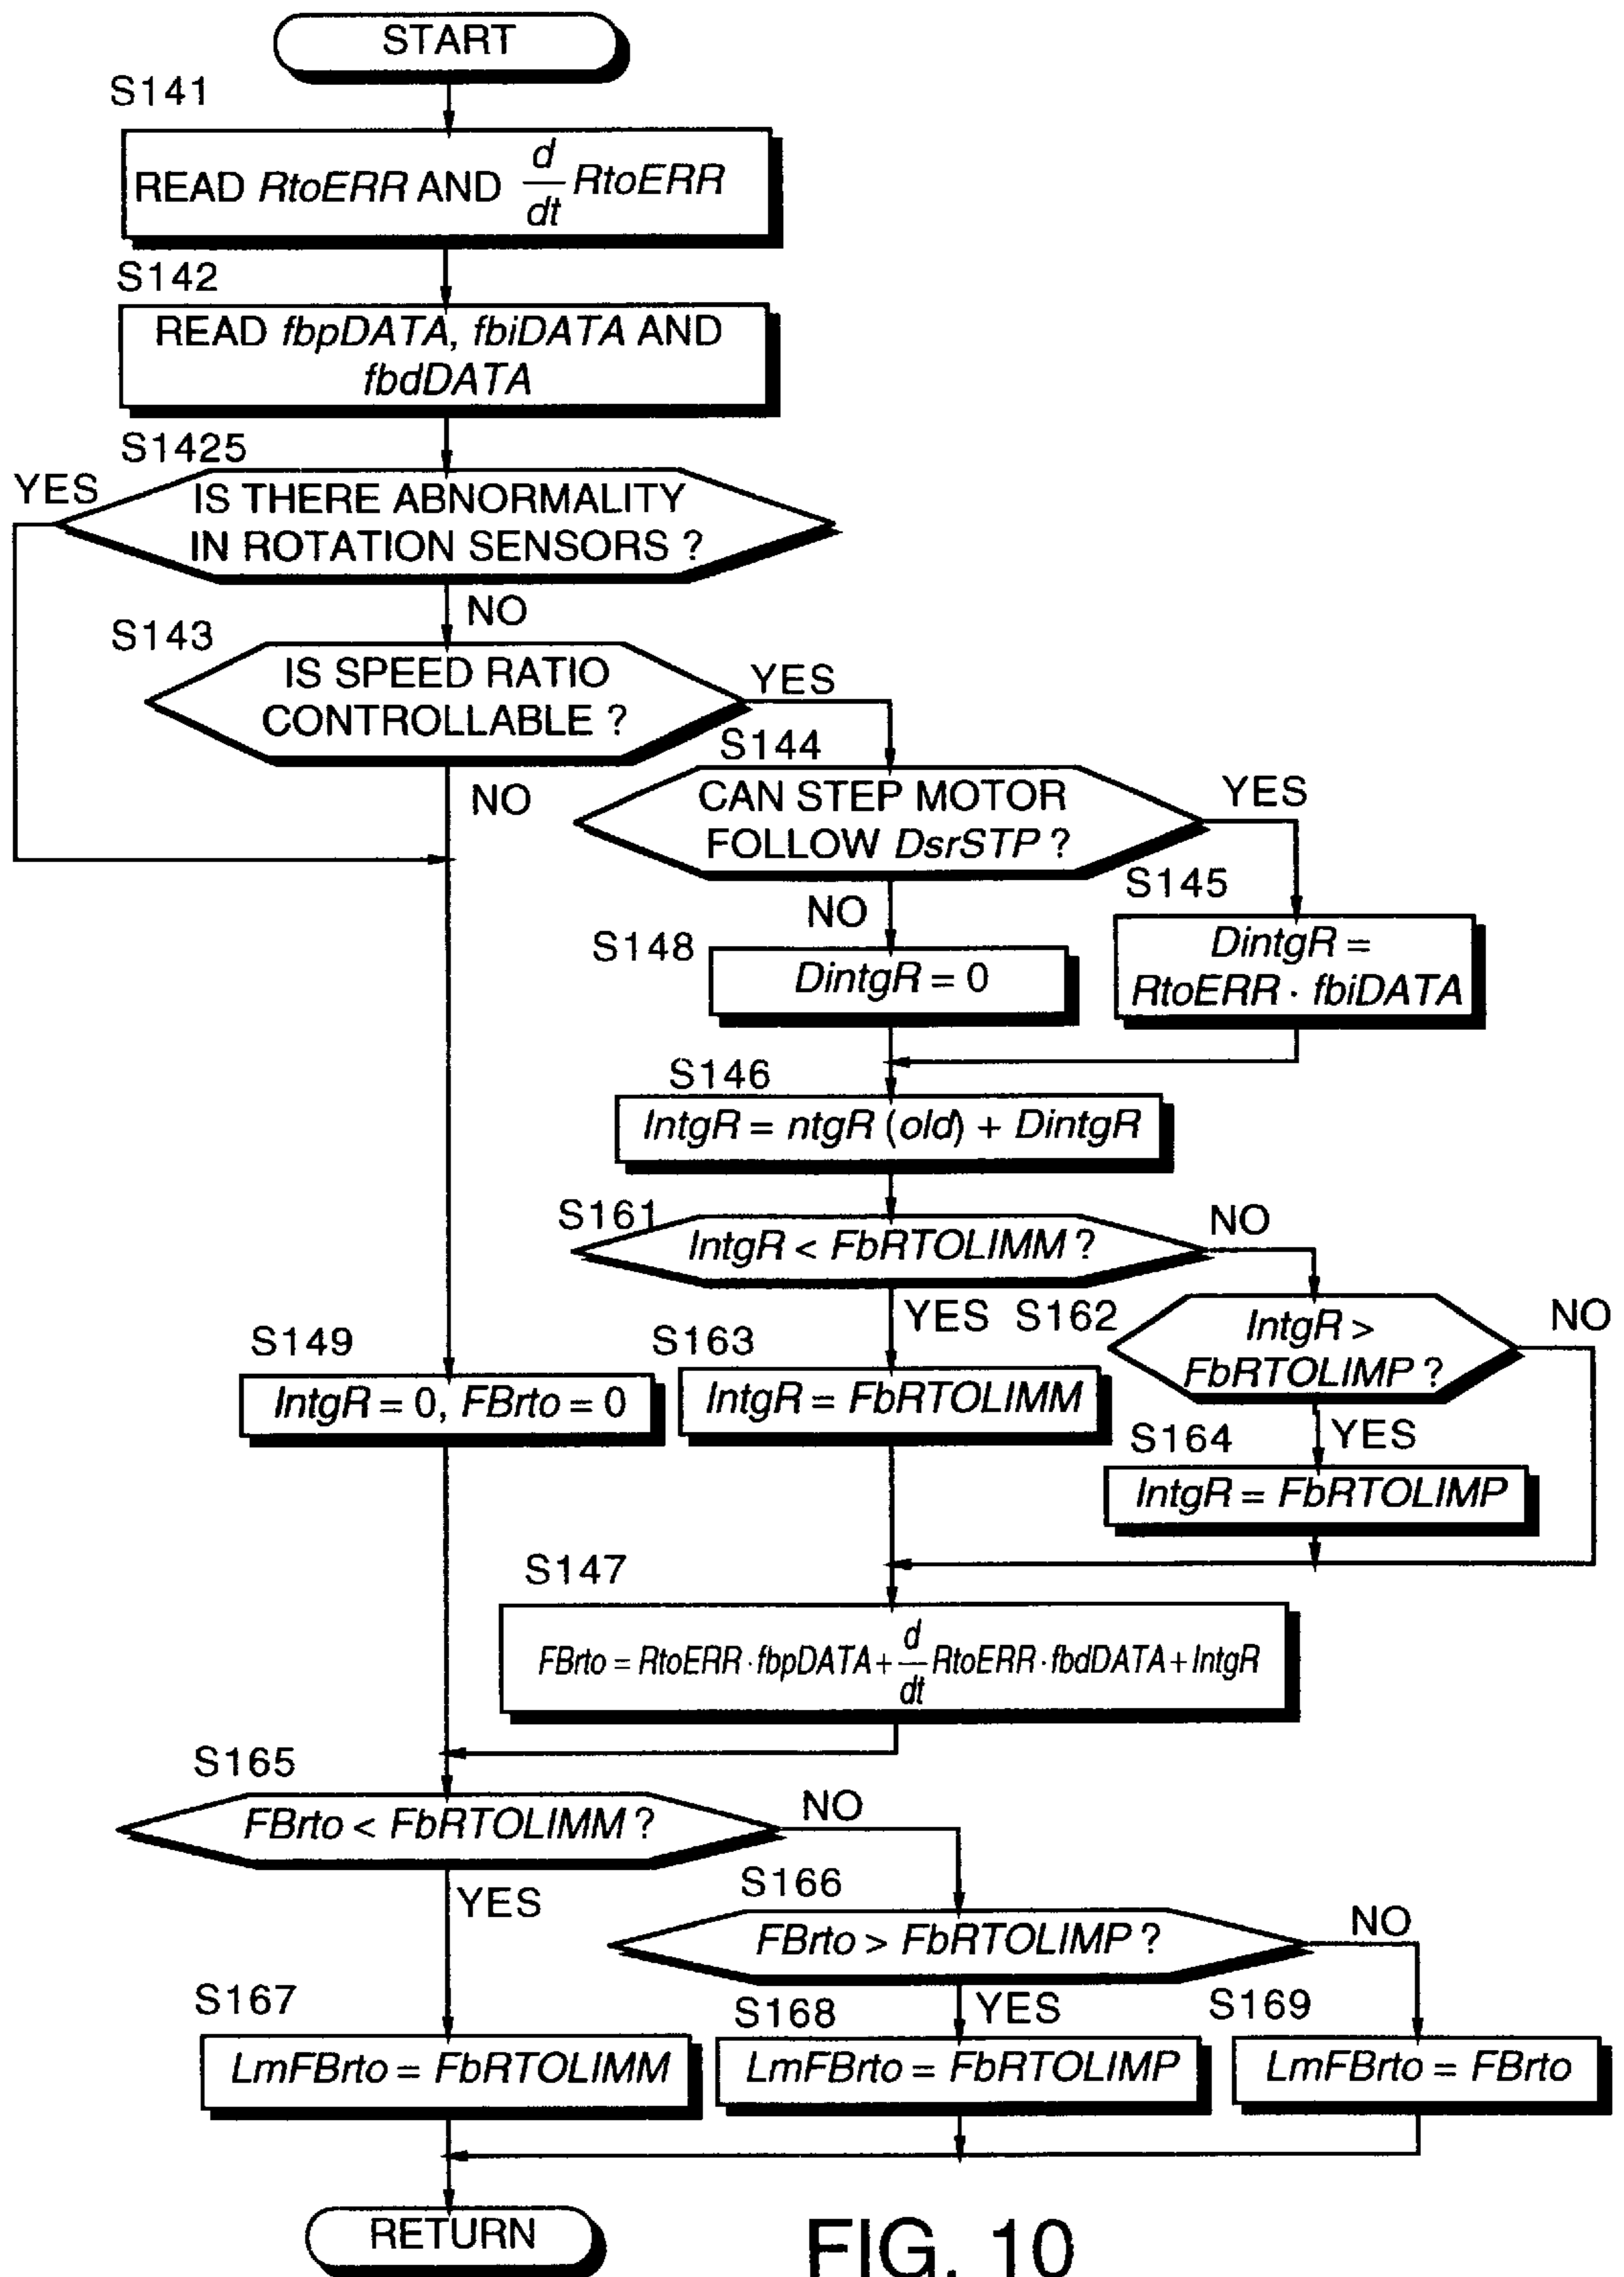 START
S141
READ RtoERR AND d/dt RtoERR
S142
READ fbpDATA, fbiDATA AND
fbdDATA
S1425
YES
IS THERE ABNORMALITY
IN ROTATION SENSORS ?
NO
S143
IS SPEED RATIO
CONTROLLABLE ?
YES
NO
S144
CAN STEP MOTOR
FOLLOW DsrSTP ?
YES
NO
S145
DintgR =
RtoERR · fbiDATA
S148
DintgR = 0
S146
IntgR = ntgR (old) + DintgR
S161
IntgR < FbRTOLIMM ?
NO
YES
S162
IntgR >
FbRTOLIMP ?
NO
S149
IntgR = 0, FBrto = 0
S163
IntgR = FbRTOLIMM
YES
S164
IntgR = FbRTOLIMP
S147
FBrto = RtoERR · fbpDATA + d/dt RtoERR · fbdDATA + IntgR
S165
FBrto < FbRTOLIMM ?
NO
YES
S166
FBrto > FbRTOLIMP ?
NO
YES
S167
LmFBrto = FbRTOLIMM
S168
LmFBrto = FbRTOLIMP
S169
LmFBrto = FBrto
RETURN
FIG. 10